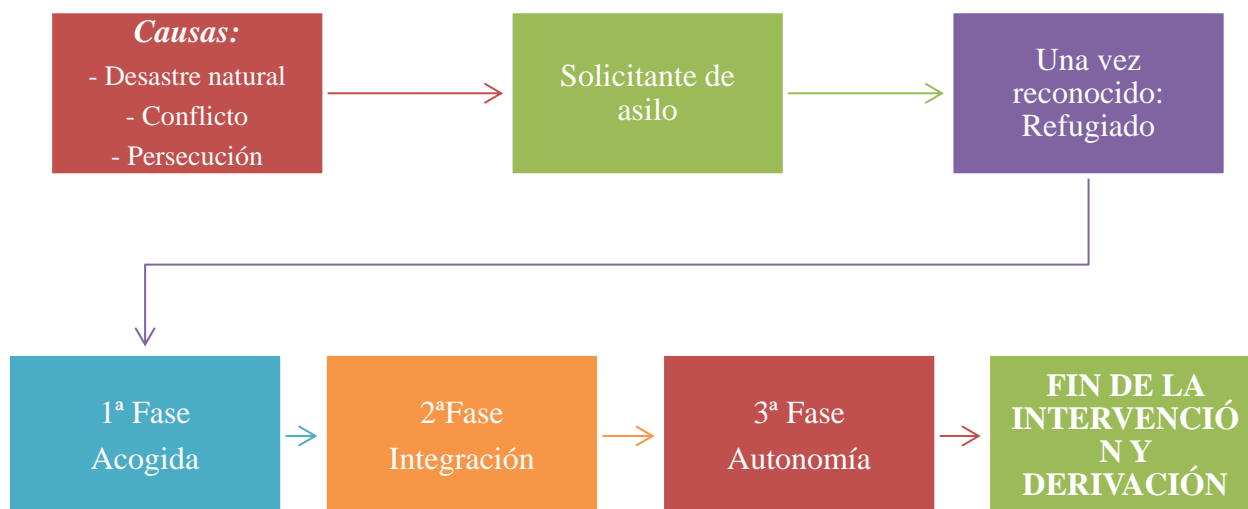 Causas:
- Desastre natural
- Conflicto
- Persecución
Solicitante de
asilo
Una vez
reconocido:
Refugiado
1ª Fase
Acogida
2ªFase
Integración
3ª Fase
Autonomía
FIN DE LA
INTERVENCIÓ
N Y
DERIVACIÓN